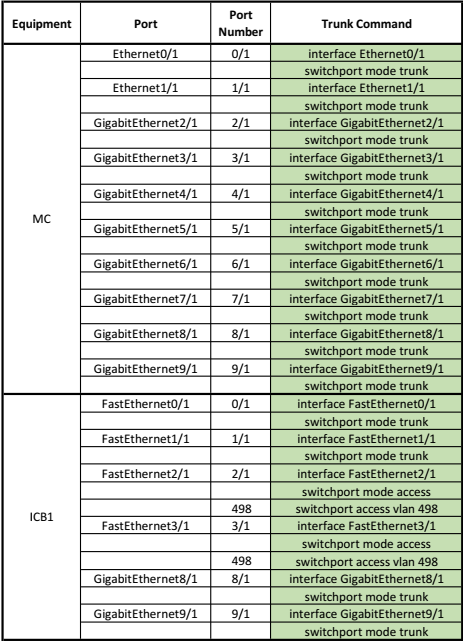 Equipment Port Port Number Trunk Command
MC
Ethernet0/1 0/1 interface Ethernet0/1
switchport mode trunk
Ethernet1/1 1/1 interface Ethernet1/1
switchport mode trunk
GigabitEthernet2/1 2/1 interface GigabitEthernet2/1
switchport mode trunk
GigabitEthernet3/1 3/1 interface GigabitEthernet3/1
switchport mode trunk
GigabitEthernet4/1 4/1 interface GigabitEthernet4/1
switchport mode trunk
GigabitEthernet5/1 5/1 interface GigabitEthernet5/1
switchport mode trunk
GigabitEthernet6/1 6/1 interface GigabitEthernet6/1
switchport mode trunk
GigabitEthernet7/1 7/1 interface GigabitEthernet7/1
switchport mode trunk
GigabitEthernet8/1 8/1 interface GigabitEthernet8/1
switchport mode trunk
GigabitEthernet9/1 9/1 interface GigabitEthernet9/1
switchport mode trunk
ICB1
FastEthernet0/1 0/1 interface FastEthernet0/1
switchport mode trunk
FastEthernet1/1 1/1 interface FastEthernet1/1
switchport mode trunk
FastEthernet2/1 2/1 interface FastEthernet2/1
switchport mode access
498 switchport access vlan 498
FastEthernet3/1 3/1 interface FastEthernet3/1
switchport mode access
498 switchport access vlan 498
GigabitEthernet8/1 8/1 interface GigabitEthernet8/1
switchport mode trunk
GigabitEthernet9/1 9/1 interface GigabitEthernet9/1
switchport mode trunk